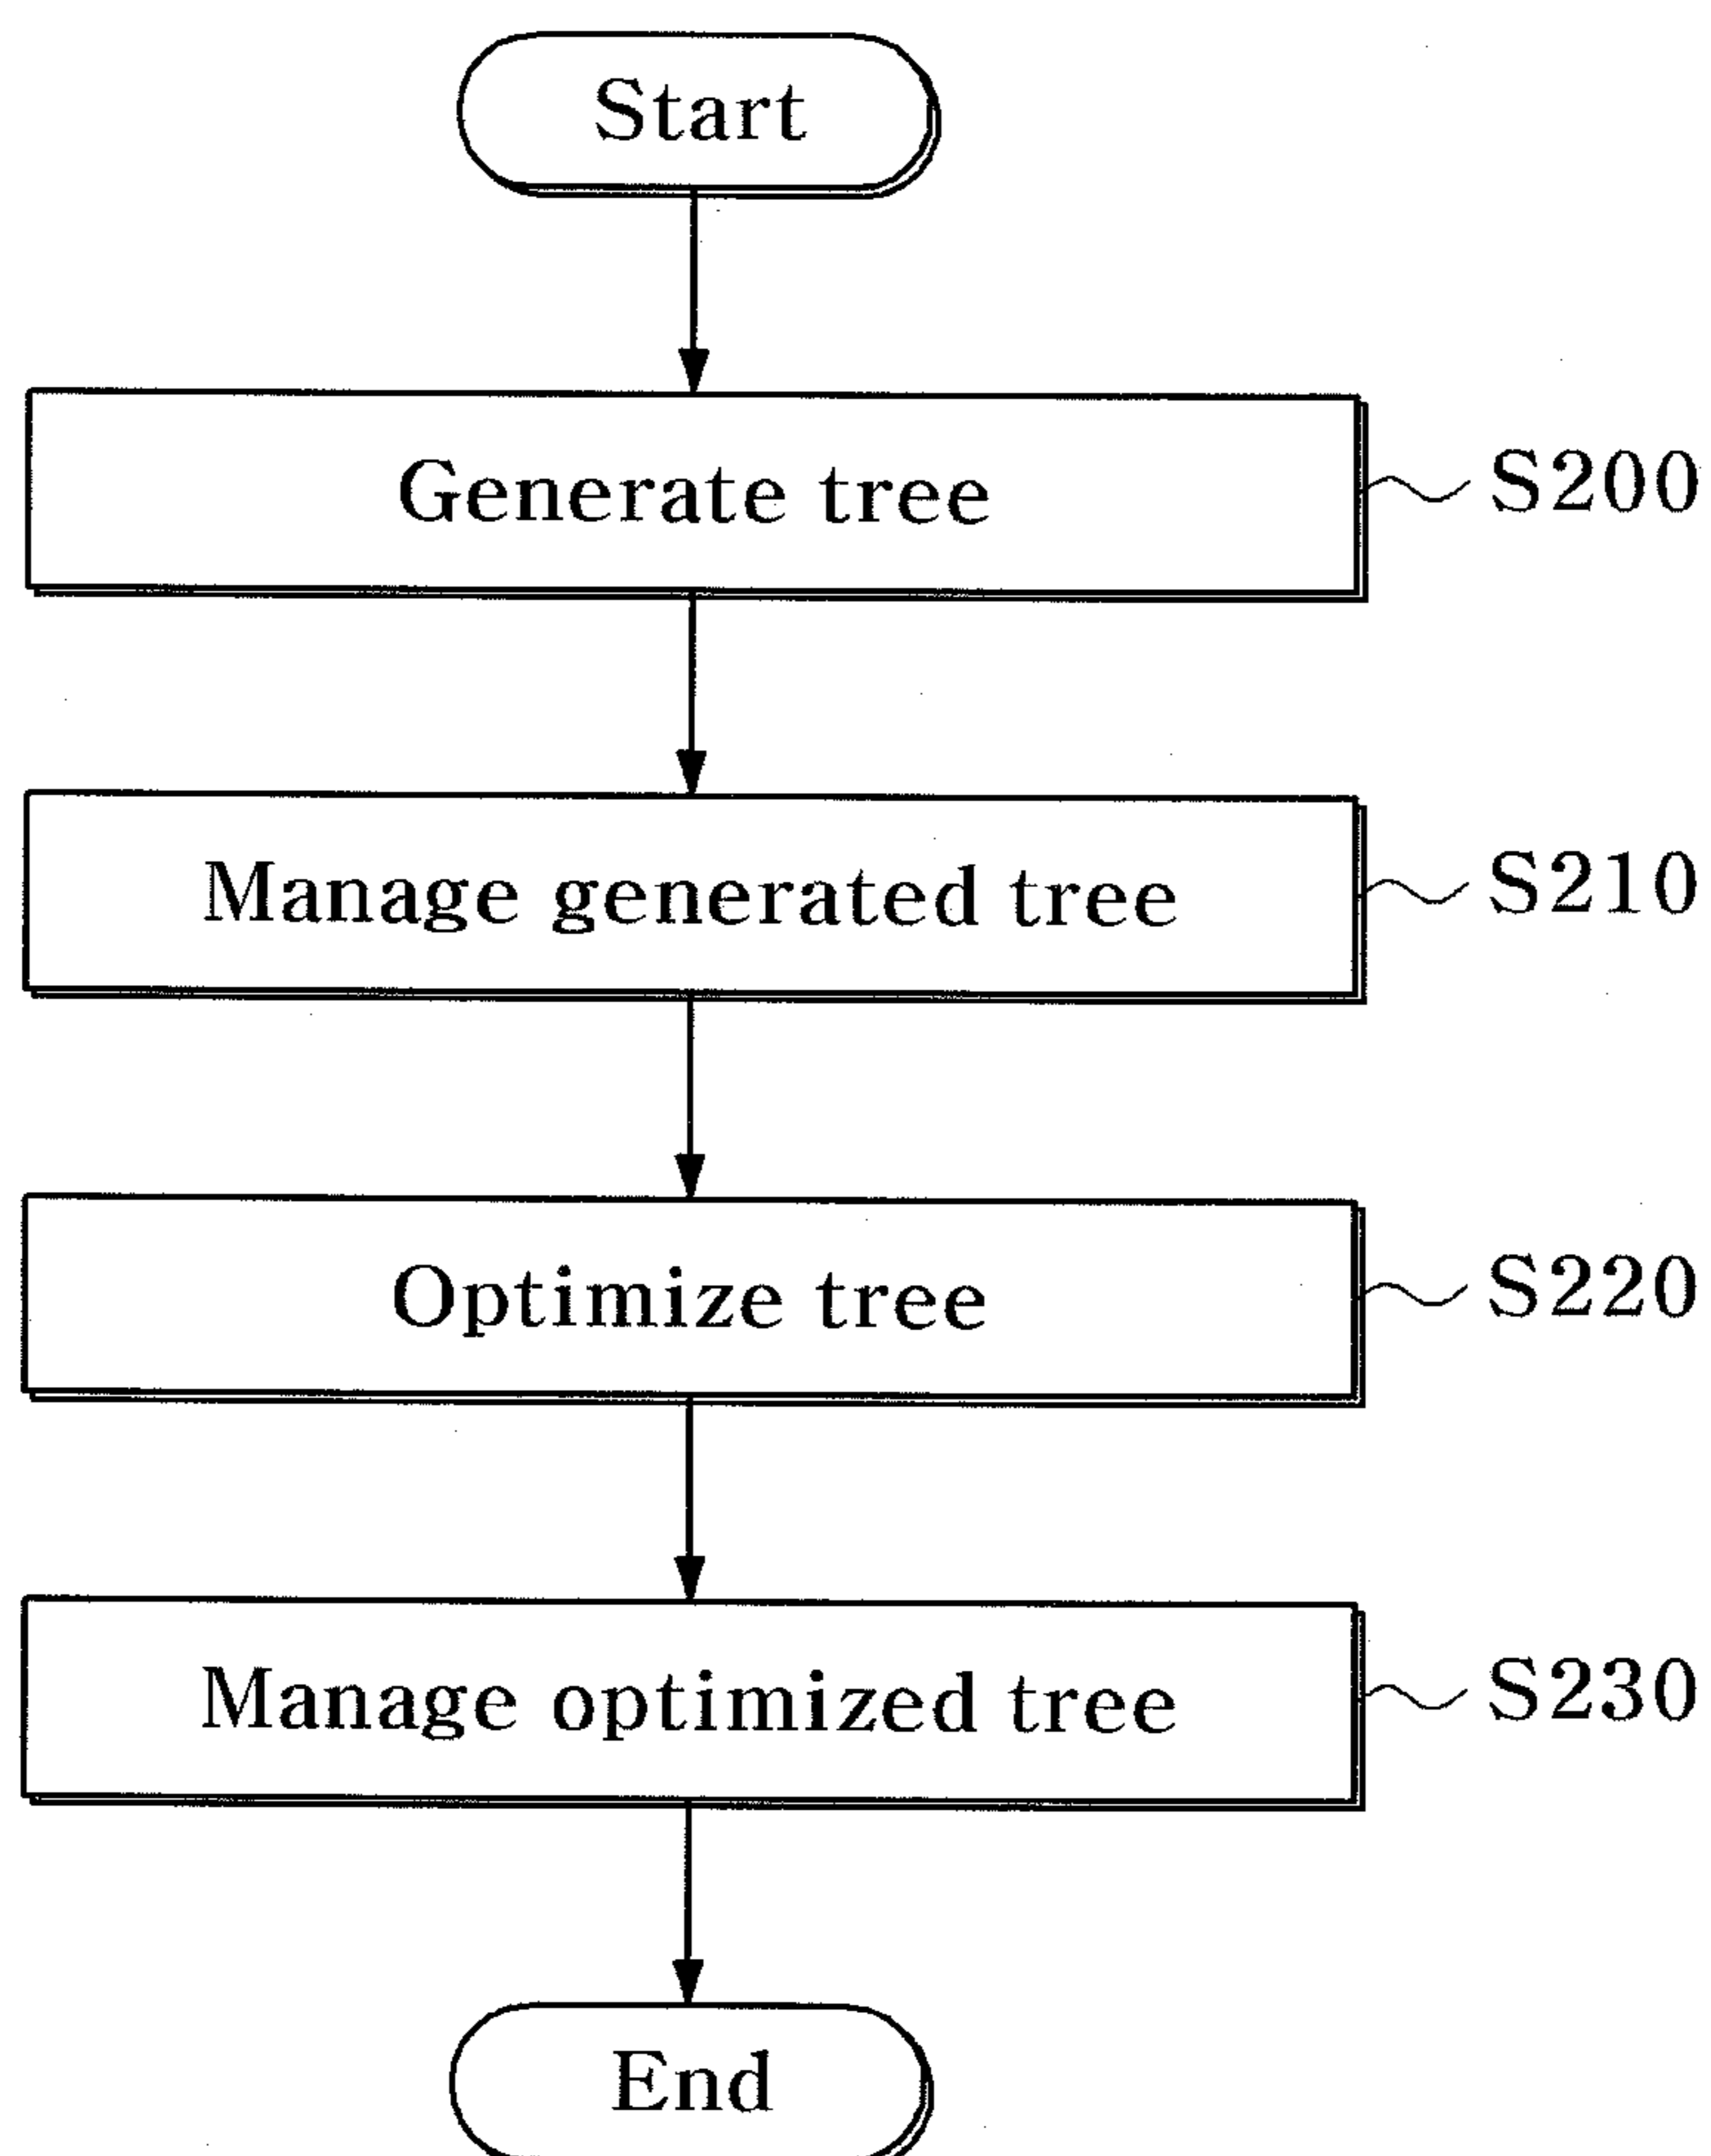 Start
Generate tree
S200
Manage generated tree
S210
Optimize tree
S220
Manage optimized tree
S230
End